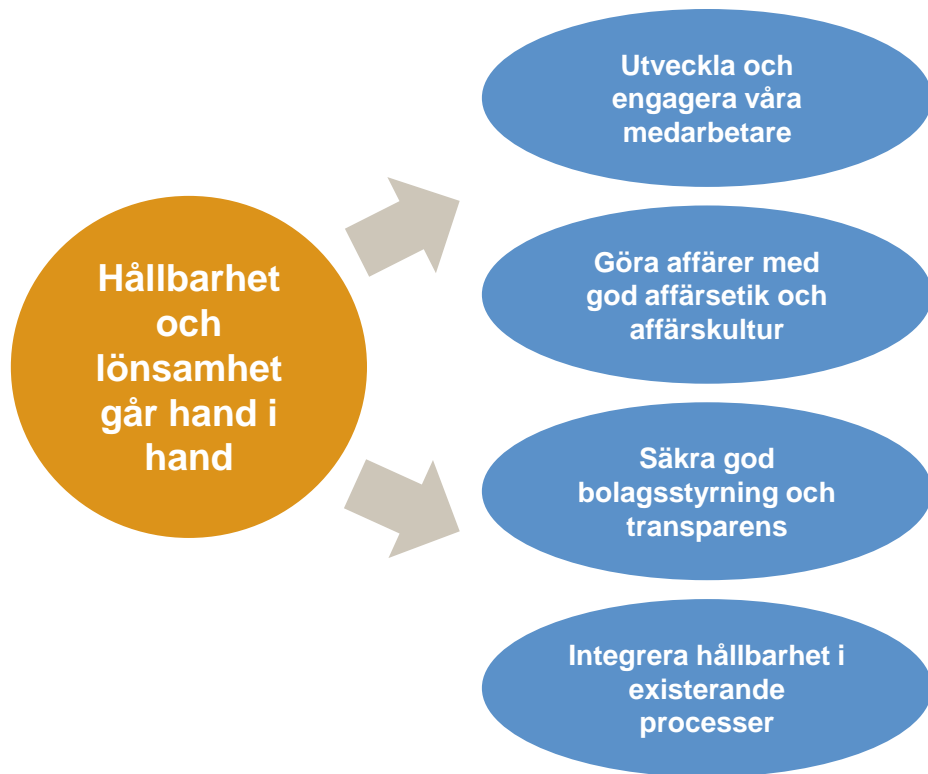 Hållbarhet
och
lönsamhet
går hand i
hand
Utveckla och
engagera våra
medarbetare
Göra affärer med
god affärsetik och
affärskultur
Säkra god
bolagsstyrning och
transparens
Integrera hållbarhet i
existerande
processer